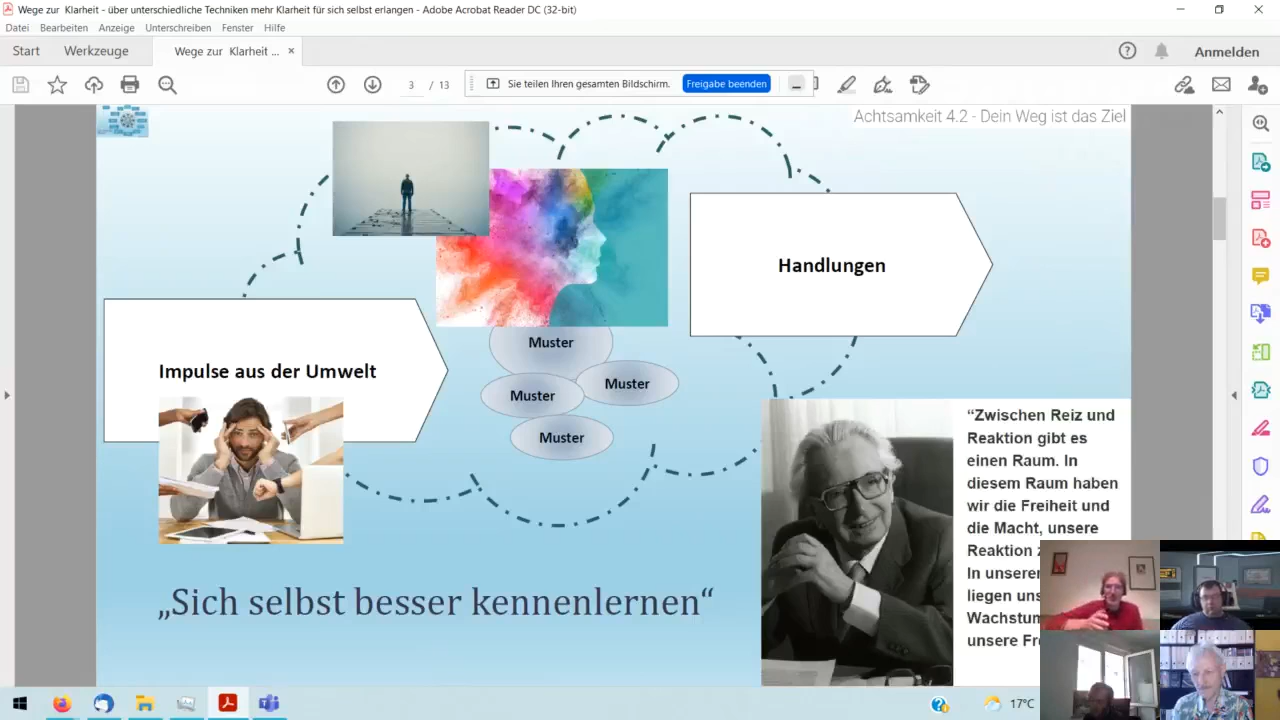 Wege zur Klarheit - über unterschiedliche Techniken mehr Klarheit für sich selbst erlangen - Adobe Acrobat Reader DC (32-bit)
Datei Bearbeiten Anzeige Unterschreiben Fenster Hilfe
Start Werkzeuge Wege zur Klarheit ... × Anmelden
3 / 13 Sie teilen Ihren gesamten Bildschirm. Freigabe beenden
Achtsamkeit 4.2 - Dein Weg ist das Ziel
Handlungen
Impulse aus der Umwelt
Muster
Muster
Muster
Muster
“Zwischen Reiz und
Reaktion gibt es
einen Raum. In
diesem Raum haben
wir die Freiheit und
die Macht, unsere
Reaktion
In unseren
liegen
Wachstum
unsere
„Sich selbst besser kennenlernen“
17°C